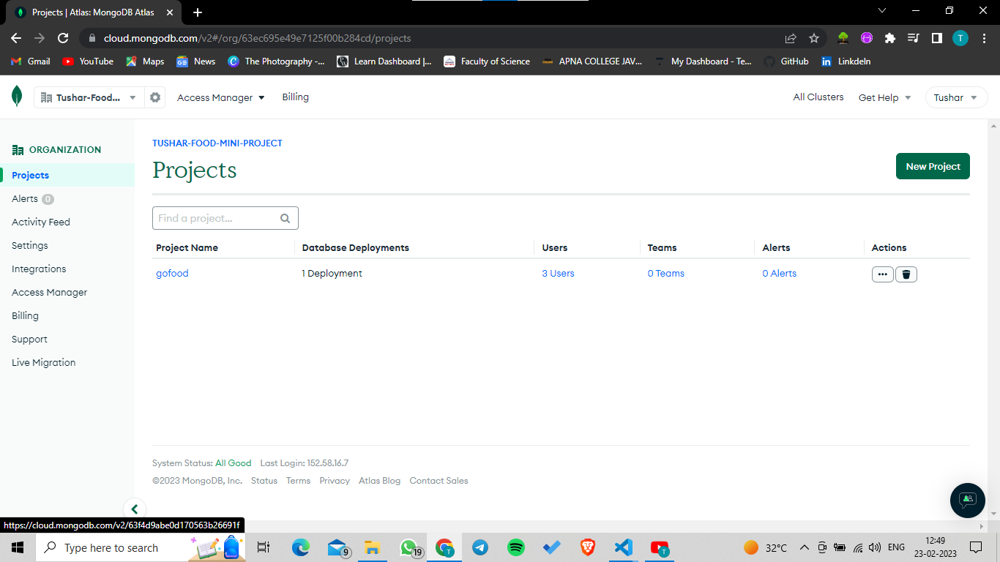 Projects | Atlas: MongoDB Atlas
cloud.mongodb.com/v2#/org/63ec695e49e7125f00b284cd/projects
T
Gmail YouTube Maps News The Photography -... Learn Dashboard |... Faculty of Science APNA COLLEGE JAV... My Dashboard - Te... GitHub LinkdeIn
Tushar-Food... Access Manager Billing All Clusters Get Help Tushar
ORGANIZATION
Projects
Alerts 0
Activity Feed
Settings
Integrations
Access Manager
Billing
Support
Live Migration
TUSHAR-FOOD-MINI-PROJECT
Projects
New Project
Find a project...
Project Name Database Deployments Users Teams Alerts Actions
gofood 1 Deployment 3 Users 0 Teams 0 Alerts
System Status: All Good Last Login: 152.58.16.7
©2023 MongoDB, Inc. Status Terms Privacy Atlas Blog Contact Sales
https://cloud.mongodb.com/v2/63f4d9abe0d170563b26691f
Type here to search 9 19 T T 32°C ENG 12:49
23-02-2023